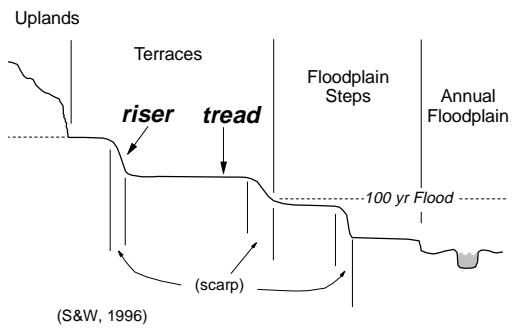 Uplands
Terraces
Floodplain
Steps
Annual
Floodplain
riser
tread
100 yr Flood
(scarp)
(S&W, 1996)